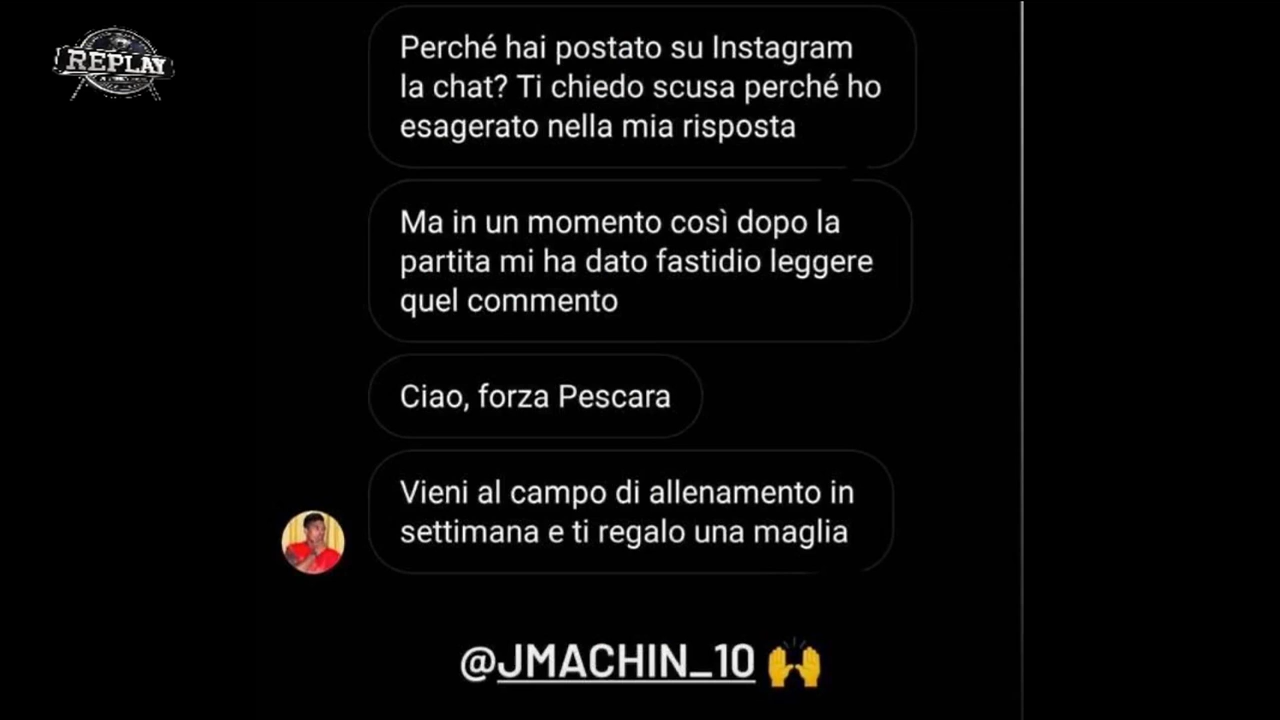 REPLAY
Perché hai postato su Instagram
la chat? Ti chiedo scusa perché ho
esagerato nella mia risposta
Ma in un momento così dopo la
partita mi ha dato fastidio leggere
quel commento
Ciao, forza Pescara
Vieni al campo di allenamento in
settimana e ti regalo una maglia
@JMACHIN_10 🙌